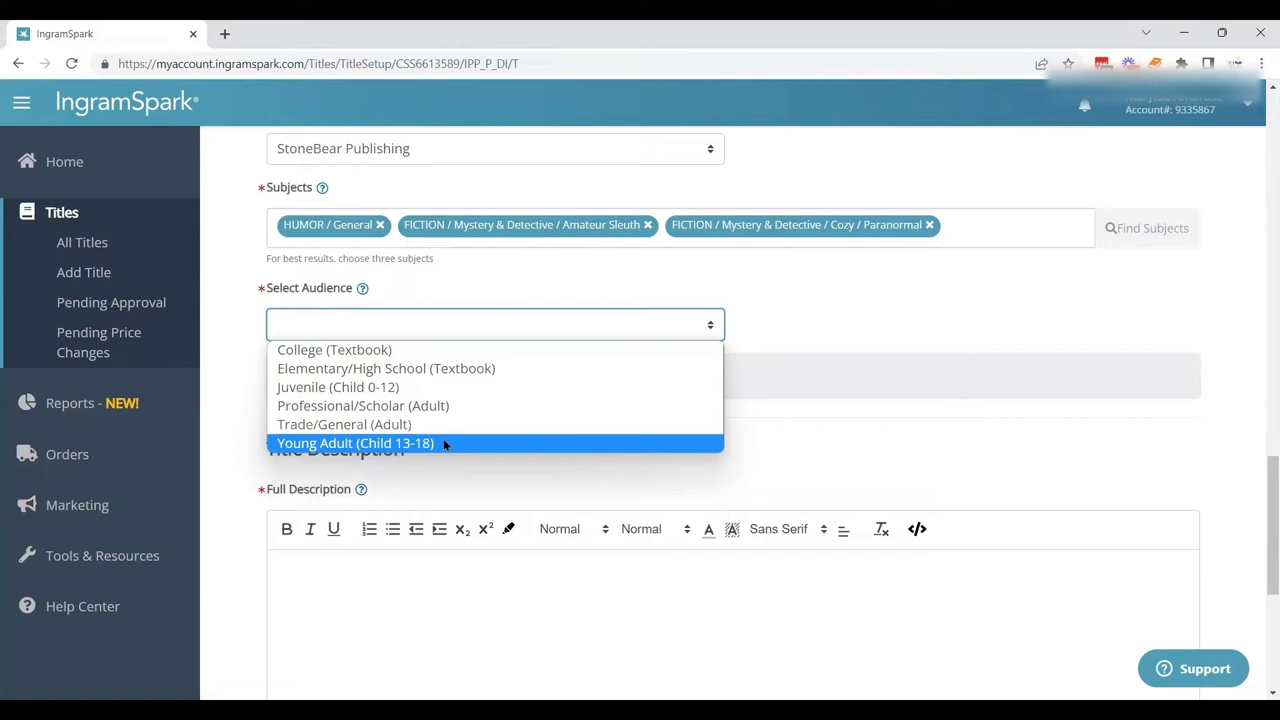 IngramSpark
https://myaccount.ingramspark.com/Titles/TitleSetup/CSS6613589/IPP_P_DI/T
IngramSpark®
Account#: 9335867
Home
Titles
All Titles
Add Title
Pending Approval
Pending Price
Changes
Reports - NEW!
Orders
Marketing
Tools & Resources
Help Center
StoneBear Publishing
*Subjects ?
HUMOR / General × FICTION / Mystery & Detective / Amateur Sleuth × FICTION / Mystery & Detective / Cozy / Paranormal ×
Find Subjects
For best results, choose three subjects
*Select Audience ?
College (Textbook)
Elementary/High School (Textbook)
Juvenile (Child 0-12)
Professional/Scholar (Adult)
Trade/General (Adult)
Young Adult (Child 13-18)
Title Description
*Full Description ?
B I U Normal Normal A Sans Serif
Support